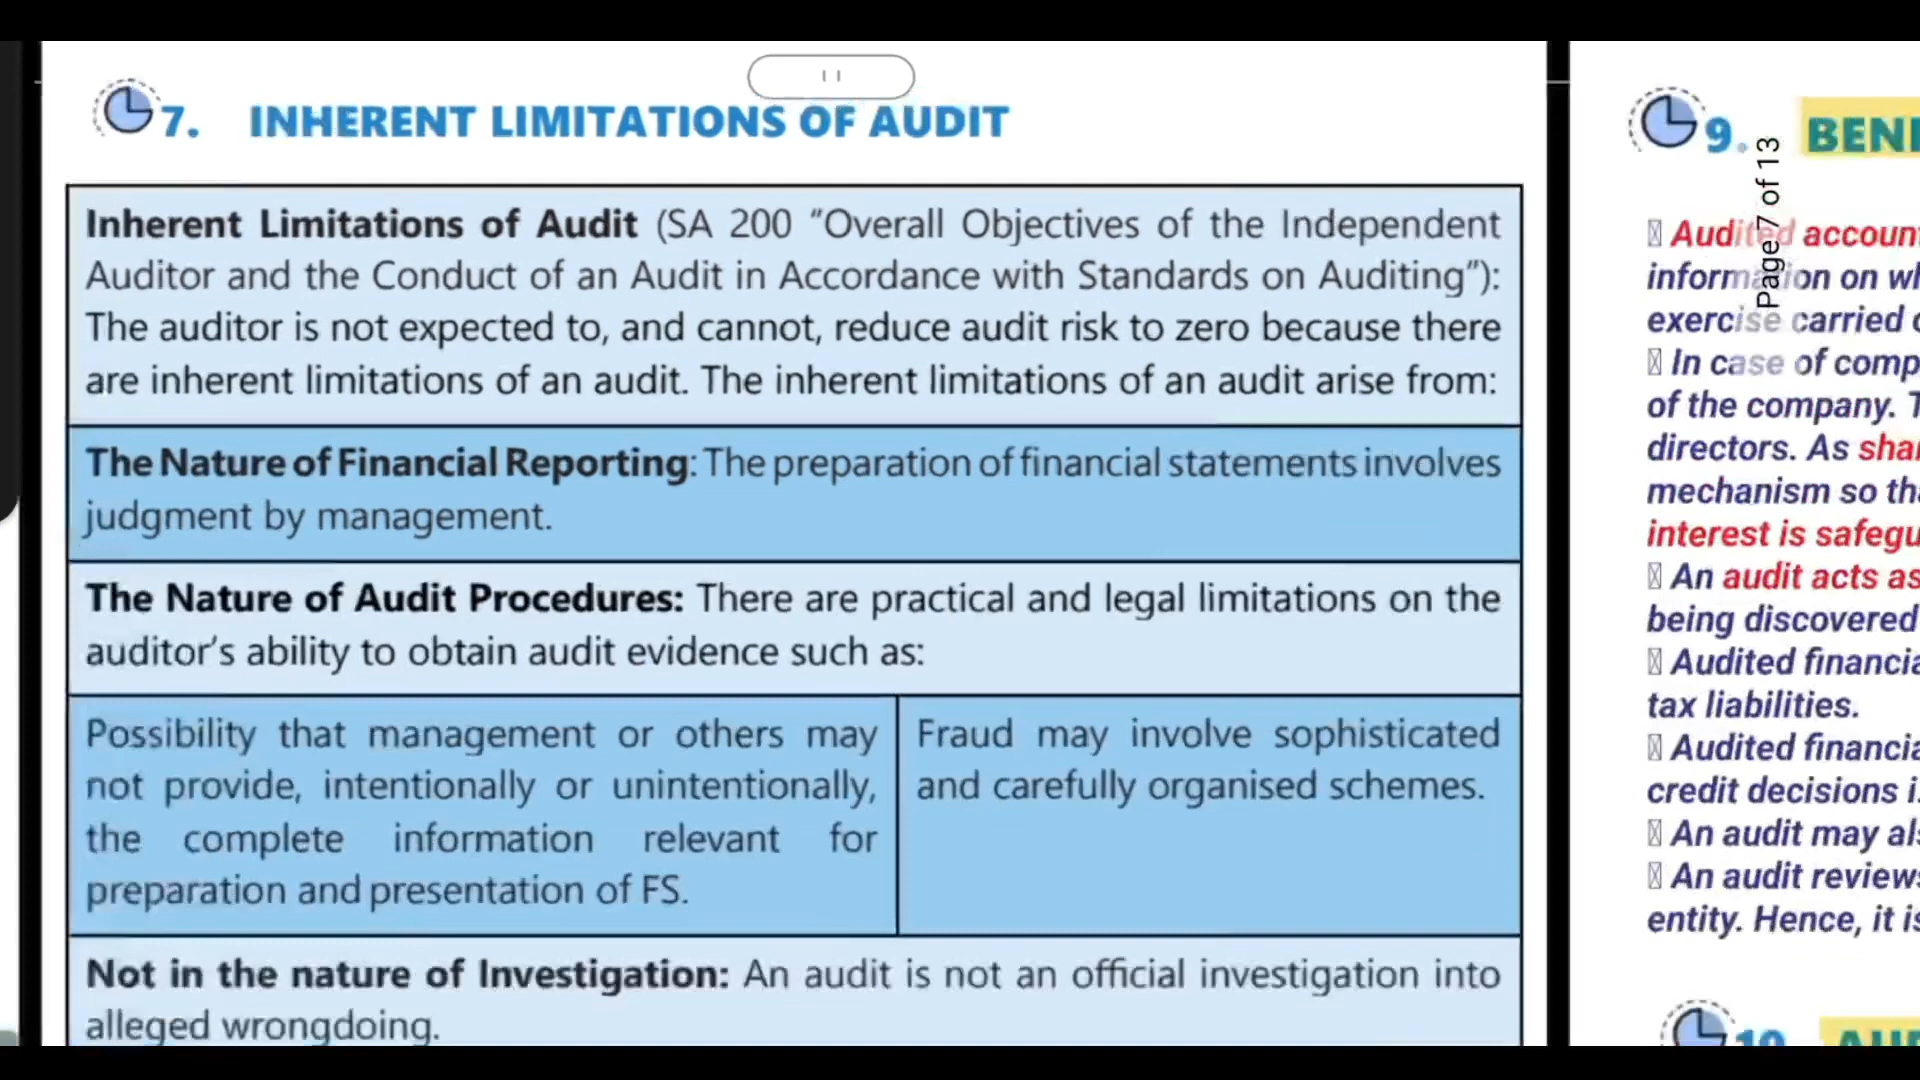 7. INHERENT LIMITATIONS OF AUDIT
Inherent Limitations of Audit (SA 200 “Overall Objectives of the Independent
Auditor and the Conduct of an Audit in Accordance with Standards on Auditing”):
The auditor is not expected to, and cannot, reduce audit risk to zero because there
are inherent limitations of an audit. The inherent limitations of an audit arise from:
The Nature of Financial Reporting: The preparation of financial statements involves
judgment by management.
The Nature of Audit Procedures: There are practical and legal limitations on the
auditor’s ability to obtain audit evidence such as:
Possibility that management or others may
not provide, intentionally or unintentionally,
the complete information relevant for
preparation and presentation of FS.
Fraud may involve sophisticated
and carefully organised schemes.
Not in the nature of Investigation: An audit is not an official investigation into
alleged wrongdoing.
Page 7 of 13
9. BEN
Audited accoun
information on w
exercise carried
In case of comp
of the company.
directors. As sha
mechanism so th
interest is safegu
An audit acts as
being discovered
Audited financia
tax liabilities.
Audited financia
credit decisions i.
An audit may als
An audit reviews
entity. Hence, it is
10. AU